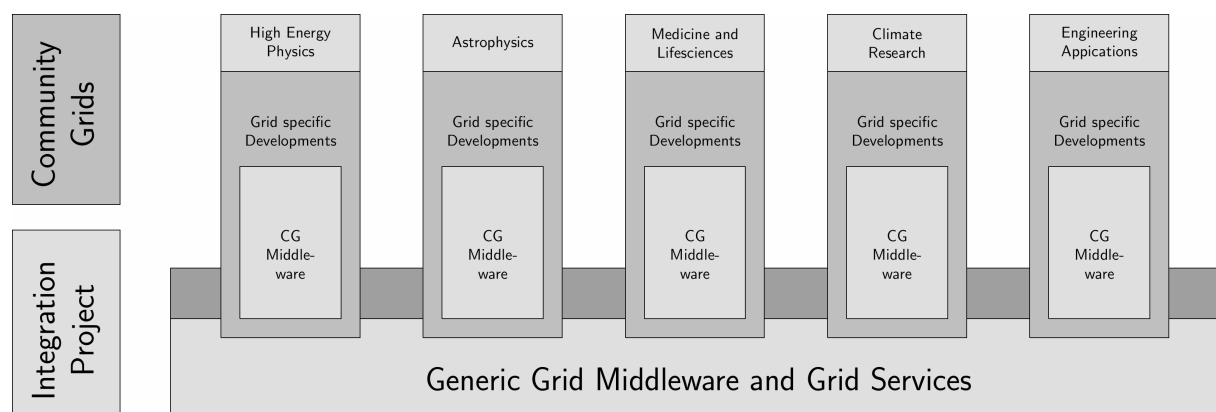 Community
Grids
High Energy
Physics
Astrophysics
Medicine and
Lifesciences
Climate
Research
Engineering
Appications
Grid specific
Developments
Grid specific
Developments
Grid specific
Developments
Grid specific
Developments
Grid specific
Developments
CG
Middle-
ware
CG
Middle-
ware
CG
Middle-
ware
CG
Middle-
ware
CG
Middle-
ware
Integration
Project
Generic Grid Middleware and Grid Services